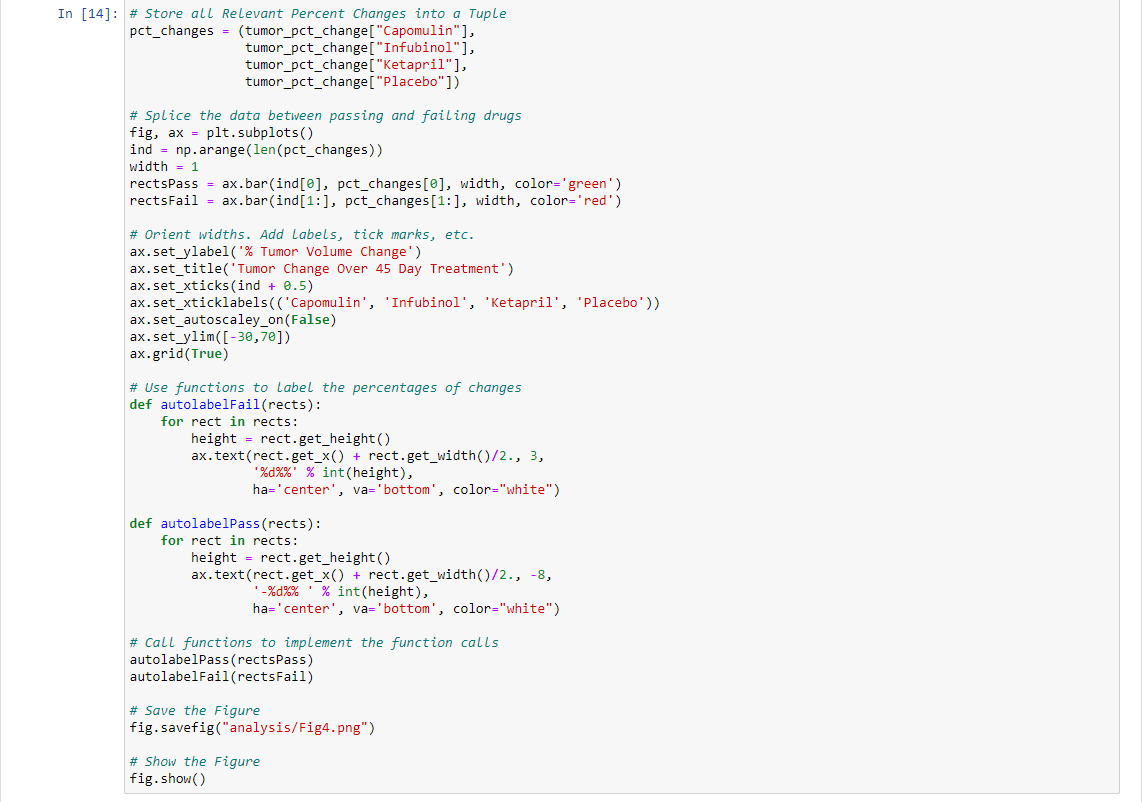 In [14]: # Store all Relevant Percent Changes into a Tuple
pct_changes = (tumor_pct_change["Capomulin"],
               tumor_pct_change["Infubinol"],
               tumor_pct_change["Ketapril"],
               tumor_pct_change["Placebo"])

# Splice the data between passing and failing drugs
fig, ax = plt.subplots()
ind = np.arange(len(pct_changes))
width = 1
rectsPass = ax.bar(ind[0], pct_changes[0], width, color='green')
rectsFail = ax.bar(ind[1:], pct_changes[1:], width, color='red')

# Orient widths. Add labels, tick marks, etc.
ax.set_ylabel('% Tumor Volume Change')
ax.set_title('Tumor Change Over 45 Day Treatment')
ax.set_xticks(ind + 0.5)
ax.set_xticklabels(('Capomulin', 'Infubinol', 'Ketapril', 'Placebo'))
ax.set_autoscaley_on(False)
ax.set_ylim([-30,70])
ax.grid(True)

# Use functions to label the percentages of changes
def autolabelFail(rects):
    for rect in rects:
        height = rect.get_height()
        ax.text(rect.get_x() + rect.get_width()/2., 3,
                '%d%%' % int(height),
                ha='center', va='bottom', color="white")

def autolabelPass(rects):
    for rect in rects:
        height = rect.get_height()
        ax.text(rect.get_x() + rect.get_width()/2., -8,
                '-%d%% ' % int(height),
                ha='center', va='bottom', color="white")

# Call functions to implement the function calls
autolabelPass(rectsPass)
autolabelFail(rectsFail)

# Save the Figure
fig.savefig("analysis/Fig4.png")

# Show the Figure
fig.show()